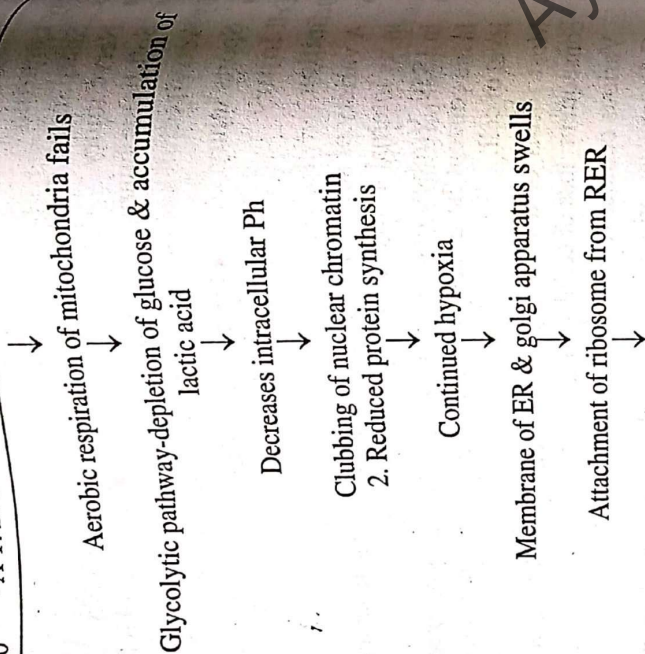 ↓
Aerobic respiration of mitochondria fails
↓
Glycolytic pathway-depletion of glucose & accumulation of
lactic acid
↓
Decreases intracellular Ph
↓
Clubbing of nuclear chromatin
2. Reduced protein synthesis
↓
Continued hypoxia
↓
Membrane of ER & golgi apparatus swells
↓
Attachment of ribosome from RER
↓